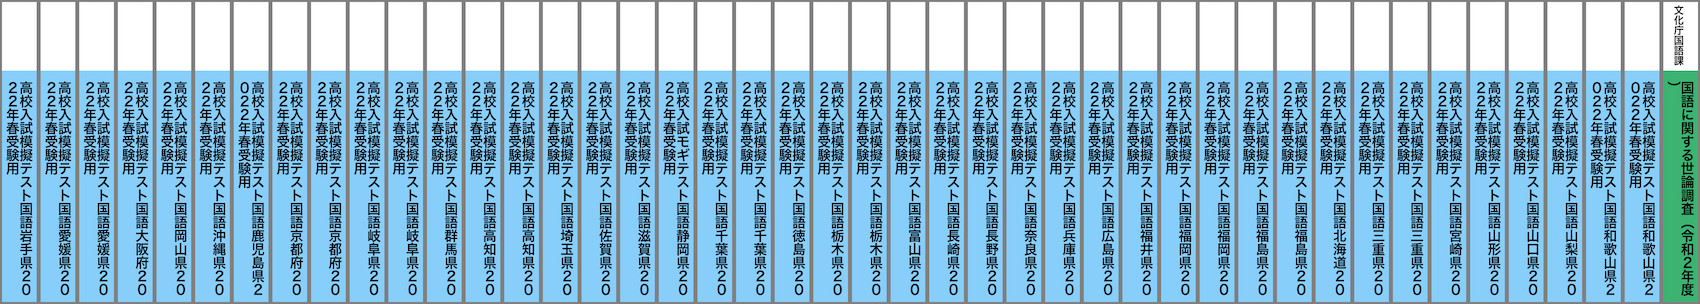 文化庁国語課
国語に関する世論調査(令和2年度
)
高校入試模擬テスト国語和歌山県2
022年春受験用
高校入試模擬テスト国語和歌山県2
022年春受験用
高校入試模擬テスト国語山梨県20
22年春受験用
高校入試模擬テスト国語山口県20
22年春受験用
高校入試模擬テスト国語山形県20
22年春受験用
高校入試模擬テスト国語宮崎県20
22年春受験用
高校入試模擬テスト国語三重県20
22年春受験用
高校入試模擬テスト国語三重県20
22年春受験用
高校入試模擬テスト国語北海道20
22年春受験用
高校入試模擬テスト国語福島県20
22年春受験用
高校入試模擬テスト国語福島県20
22年春受験用
高校入試模擬テスト国語福岡県20
22年春受験用
高校入試模擬テスト国語福岡県20
22年春受験用
高校入試模擬テスト国語福井県20
22年春受験用
高校入試模擬テスト国語広島県20
22年春受験用
高校入試模擬テスト国語兵庫県20
22年春受験用
高校入試模擬テスト国語奈良県20
22年春受験用
高校入試模擬テスト国語長野県20
22年春受験用
高校入試模擬テスト国語長崎県20
22年春受験用
高校入試模擬テスト国語富山県20
22年春受験用
高校入試模擬テスト国語栃木県20
22年春受験用
高校入試模擬テスト国語栃木県20
22年春受験用
高校入試模擬テスト国語徳島県20
22年春受験用
高校入試模擬テスト国語千葉県20
22年春受験用
高校入試模擬テスト国語千葉県20
22年春受験用
高校入試モギテスト国語静岡県20
22年春受験用
高校入試模擬テスト国語滋賀県20
22年春受験用
高校入試模擬テスト国語佐賀県20
22年春受験用
高校入試模擬テスト国語埼玉県20
22年春受験用
高校入試模擬テスト国語高知県20
22年春受験用
高校入試模擬テスト国語高知県20
22年春受験用
高校入試模擬テスト国語群馬県20
22年春受験用
高校入試模擬テスト国語岐阜県20
22年春受験用
高校入試模擬テスト国語岐阜県20
22年春受験用
高校入試模擬テスト国語京都府20
22年春受験用
高校入試模擬テスト国語京都府20
22年春受験用
高校入試模擬テスト国語鹿児島県2
022年春受験用
高校入試模擬テスト国語沖縄県20
22年春受験用
高校入試模擬テスト国語岡山県20
22年春受験用
高校入試模擬テスト国語大阪府20
22年春受験用
高校入試模擬テスト国語愛媛県20
22年春受験用
高校入試模擬テスト国語愛媛県20
22年春受験用
高校入試模擬テスト国語岩手県20
22年春受験用